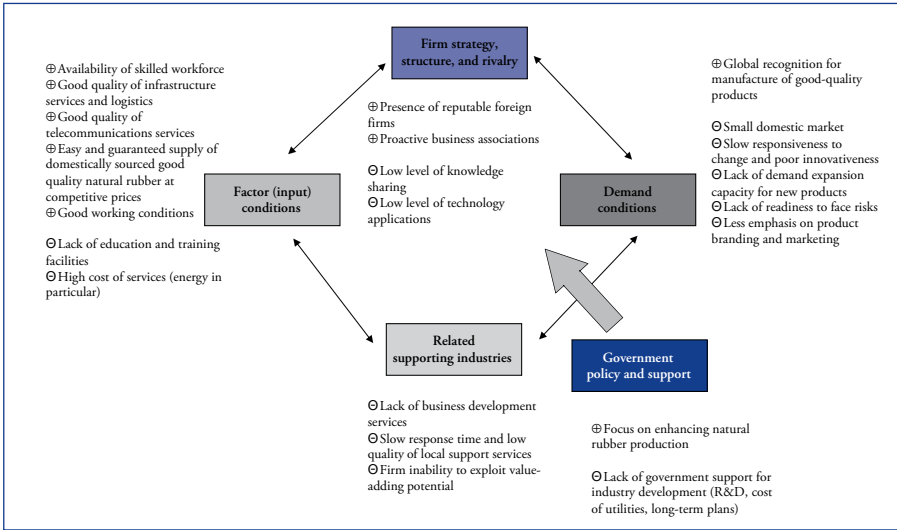 Firm strategy,
structure, and rivalry
⊕Availability of skilled workforce
⊕Good quality of infrastructure
services and logistics
⊕Good quality of
telecommunications services
⊕Easy and guaranteed supply of
domestically sourced good
quality natural rubber at
competitive prices
⊕Good working conditions
ΘLack of education and training
facilities
ΘHigh cost of services (energy in
particular)
Factor (input)
conditions
⊕Presence of reputable foreign
firms
⊕Proactive business associations
ΘLow level of knowledge
sharing
ΘLow level of technology
applications
⊕Global recognition for
manufacture of good-quality
products
ΘSmall domestic market
ΘSlow responsiveness to
change and poor innovativeness
ΘLack of demand expansion
capacity for new products
ΘLack of readiness to face risks
ΘLess emphasis on product
branding and marketing
Demand
conditions
Related
supporting industries
ΘLack of business development
services
ΘSlow response time and low
quality of local support services
ΘFirm inability to exploit value-
adding potential
Government
policy and support
⊕Focus on enhancing natural
rubber production
ΘLack of government support for
industry development (R&D, cost
of utilities, long-term plans)